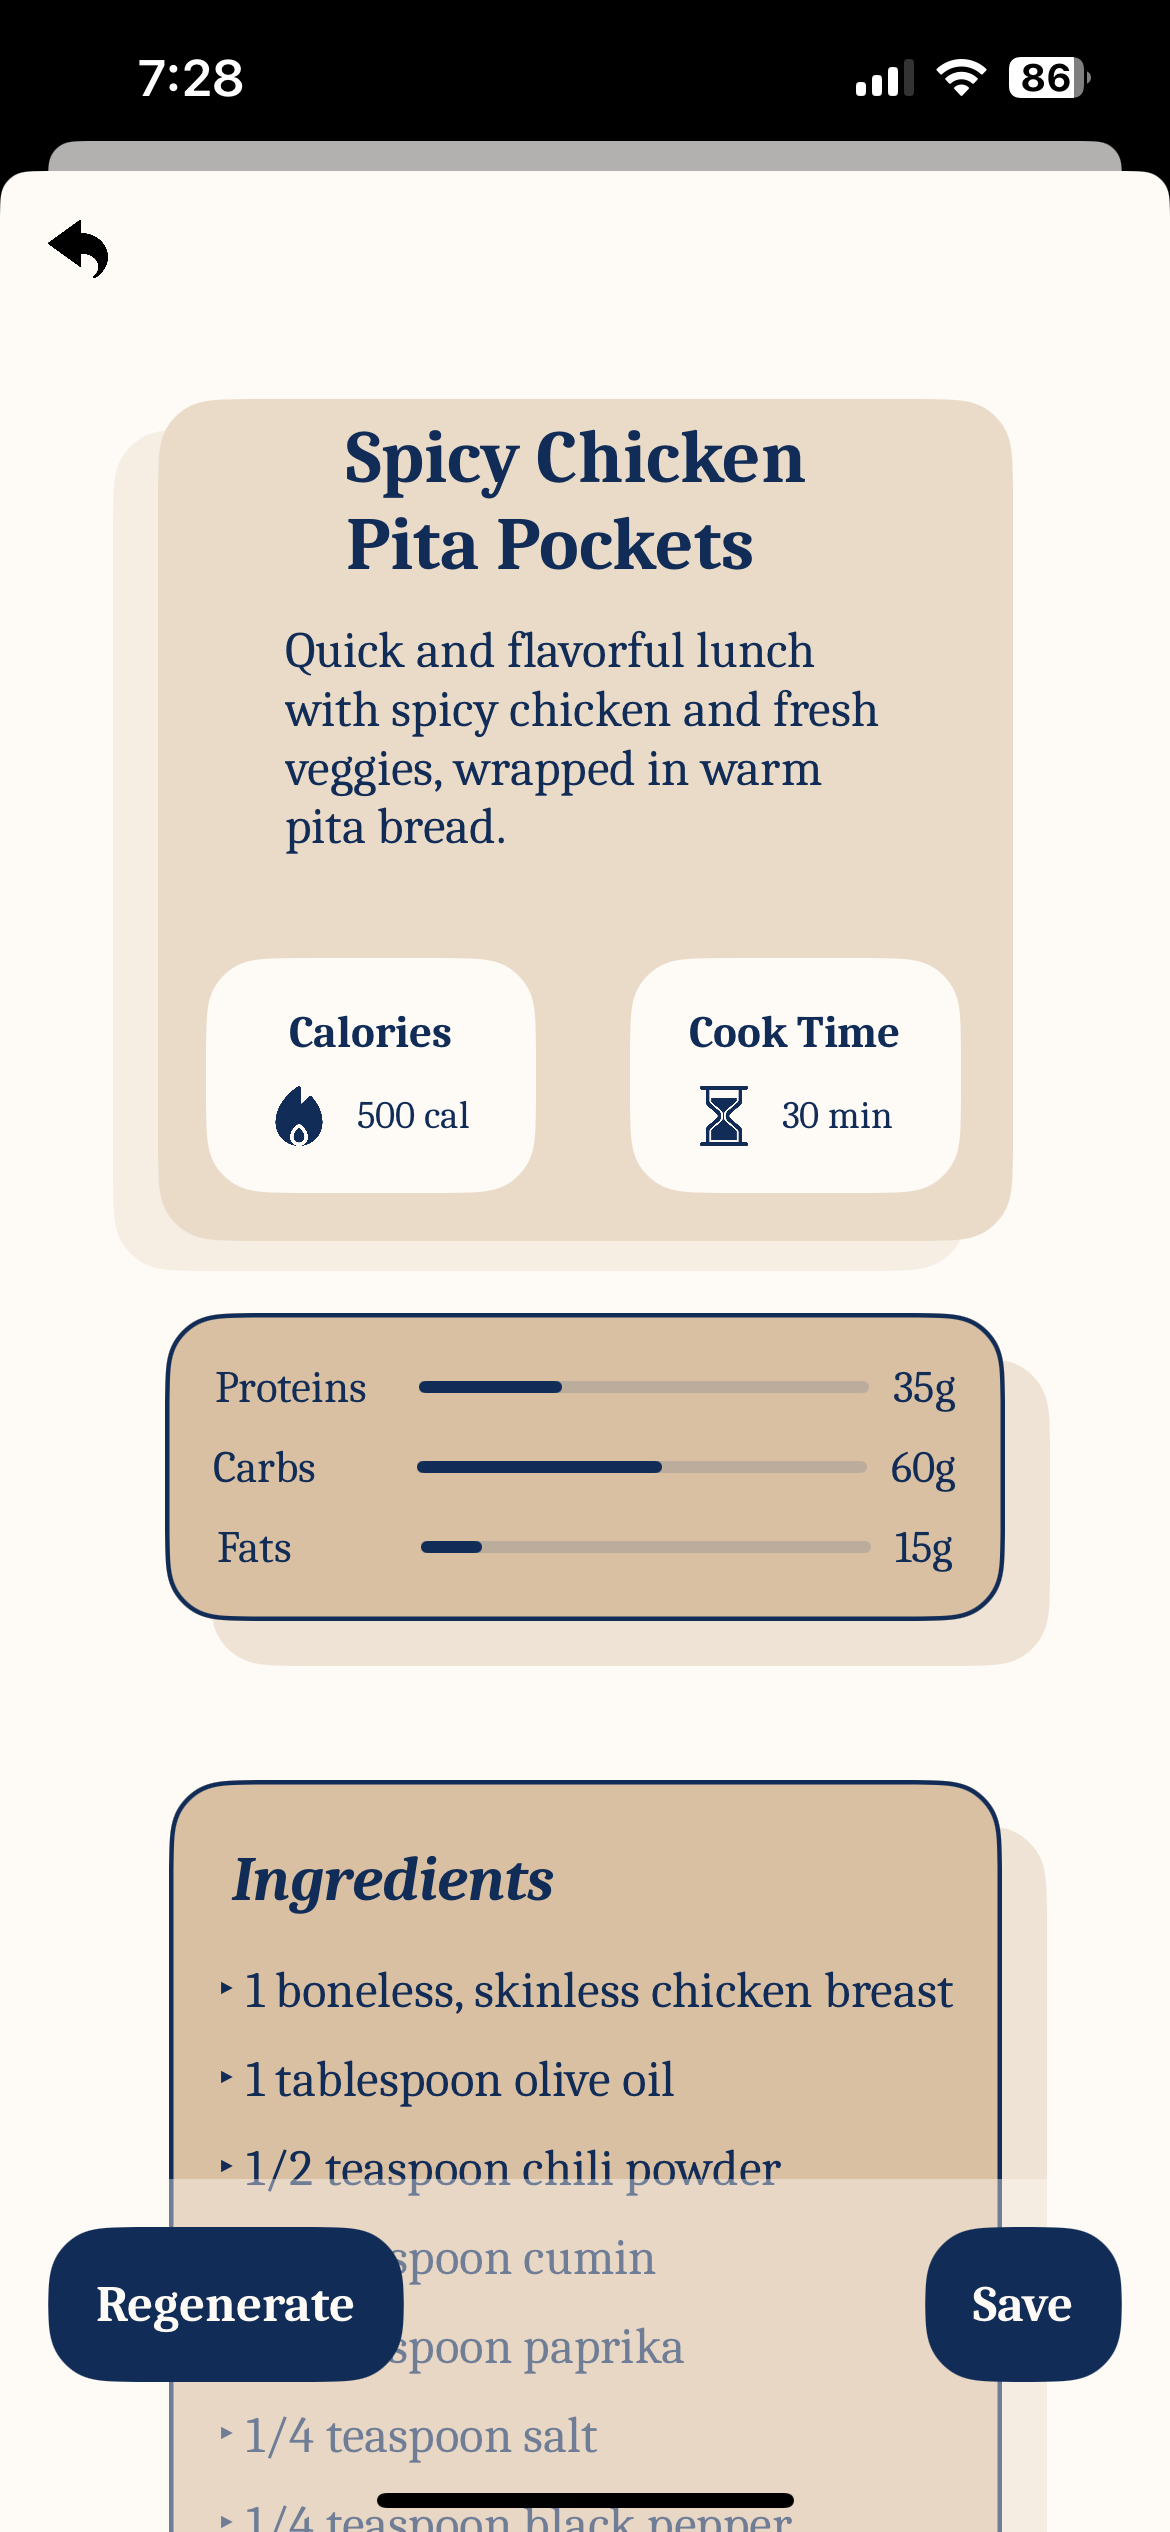 7:28
86
Spicy Chicken
Pita Pockets
Quick and flavorful lunch
with spicy chicken and fresh
veggies, wrapped in warm
pita bread.
Calories
500 cal
Cook Time
30 min
Proteins 35g
Carbs 60g
Fats 15g
Ingredients
‣ 1 boneless, skinless chicken breast
‣ 1 tablespoon olive oil
‣ 1/2 teaspoon chili powder
spoon cumin
Regenerate
Save
spoon paprika
‣ 1/4 teaspoon salt
‣ 1/4 teaspoon black pepper